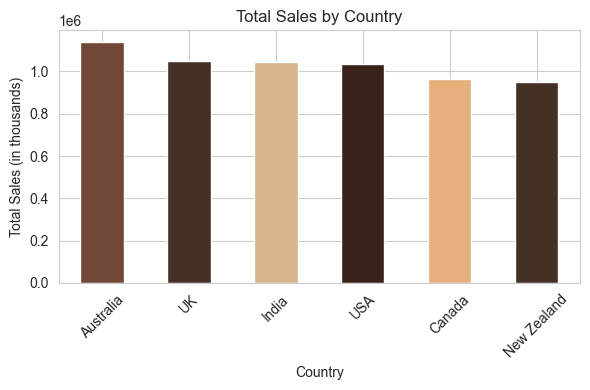 Total Sales by Country
1e6
Total Sales (in thousands)
1.0
0.8
0.6
0.4
0.2
0.0
Australia
UK
India
USA
Canada
New Zealand
Country